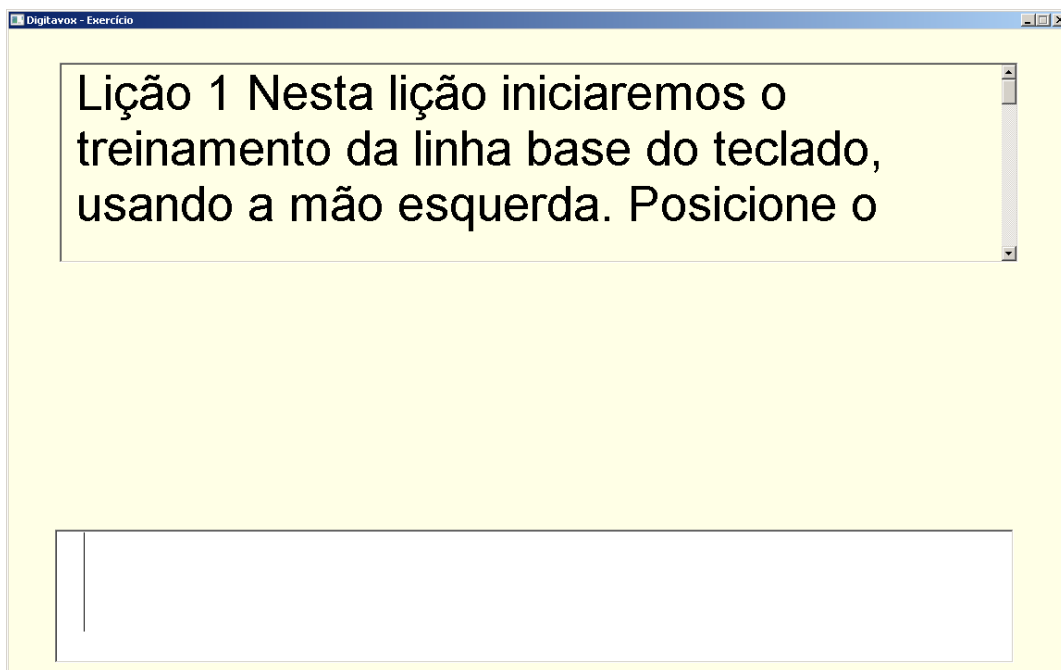 Digitavox - Exercício
Lição 1 Nesta lição iniciaremos o
treinamento da linha base do teclado,
usando a mão esquerda. Posicione o